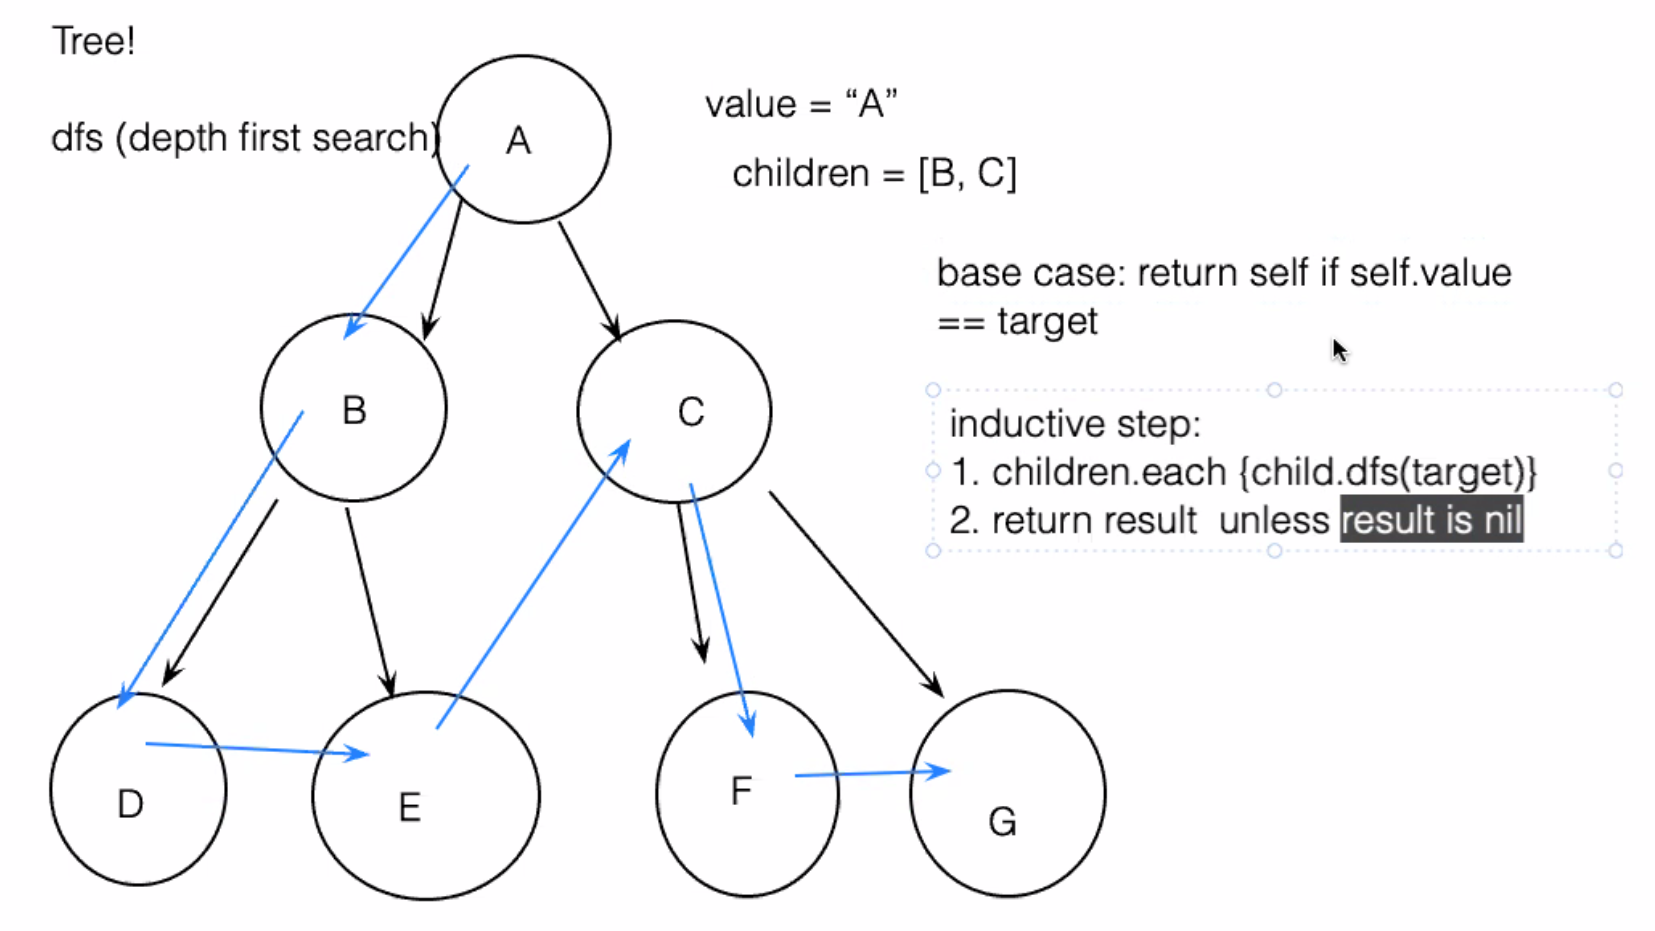 Tree!
dfs (depth first search)
A
value = “A”
children = [B, C]
base case: return self if self.value
== target
B
C
inductive step:
1. children.each {child.dfs(target)}
2. return result  unless result is nil
D
E
F
G